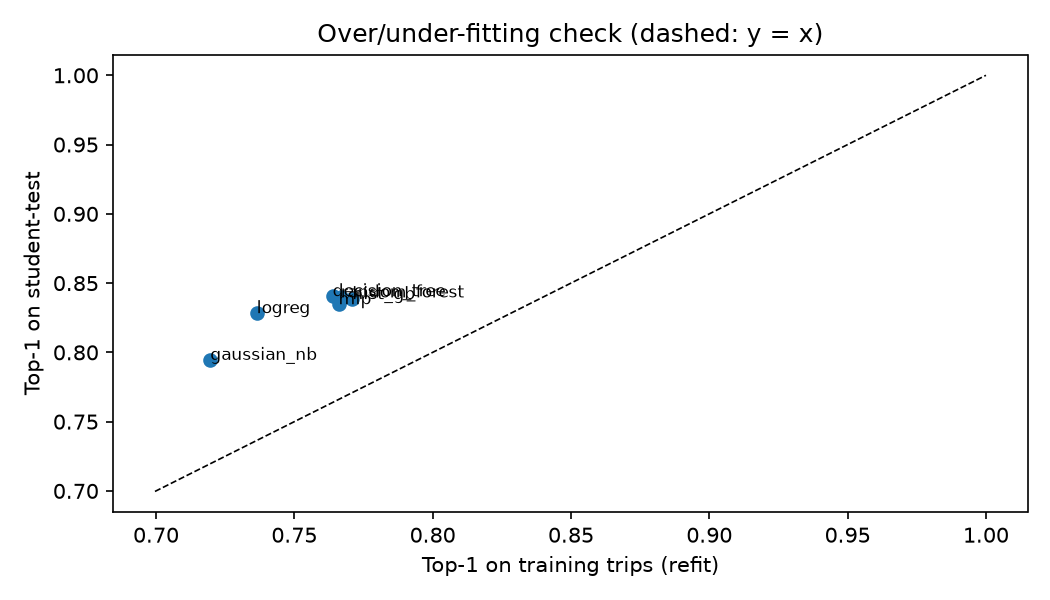 Over/under-fitting check (dashed: y = x)
Top-1 on student-test
1.00
0.95
0.90
0.85
0.80
0.75
0.70
decision_tree
mlp
logreg
gaussian_nb
0.70 0.75 0.80 0.85 0.90 0.95 1.00
Top-1 on training trips (refit)